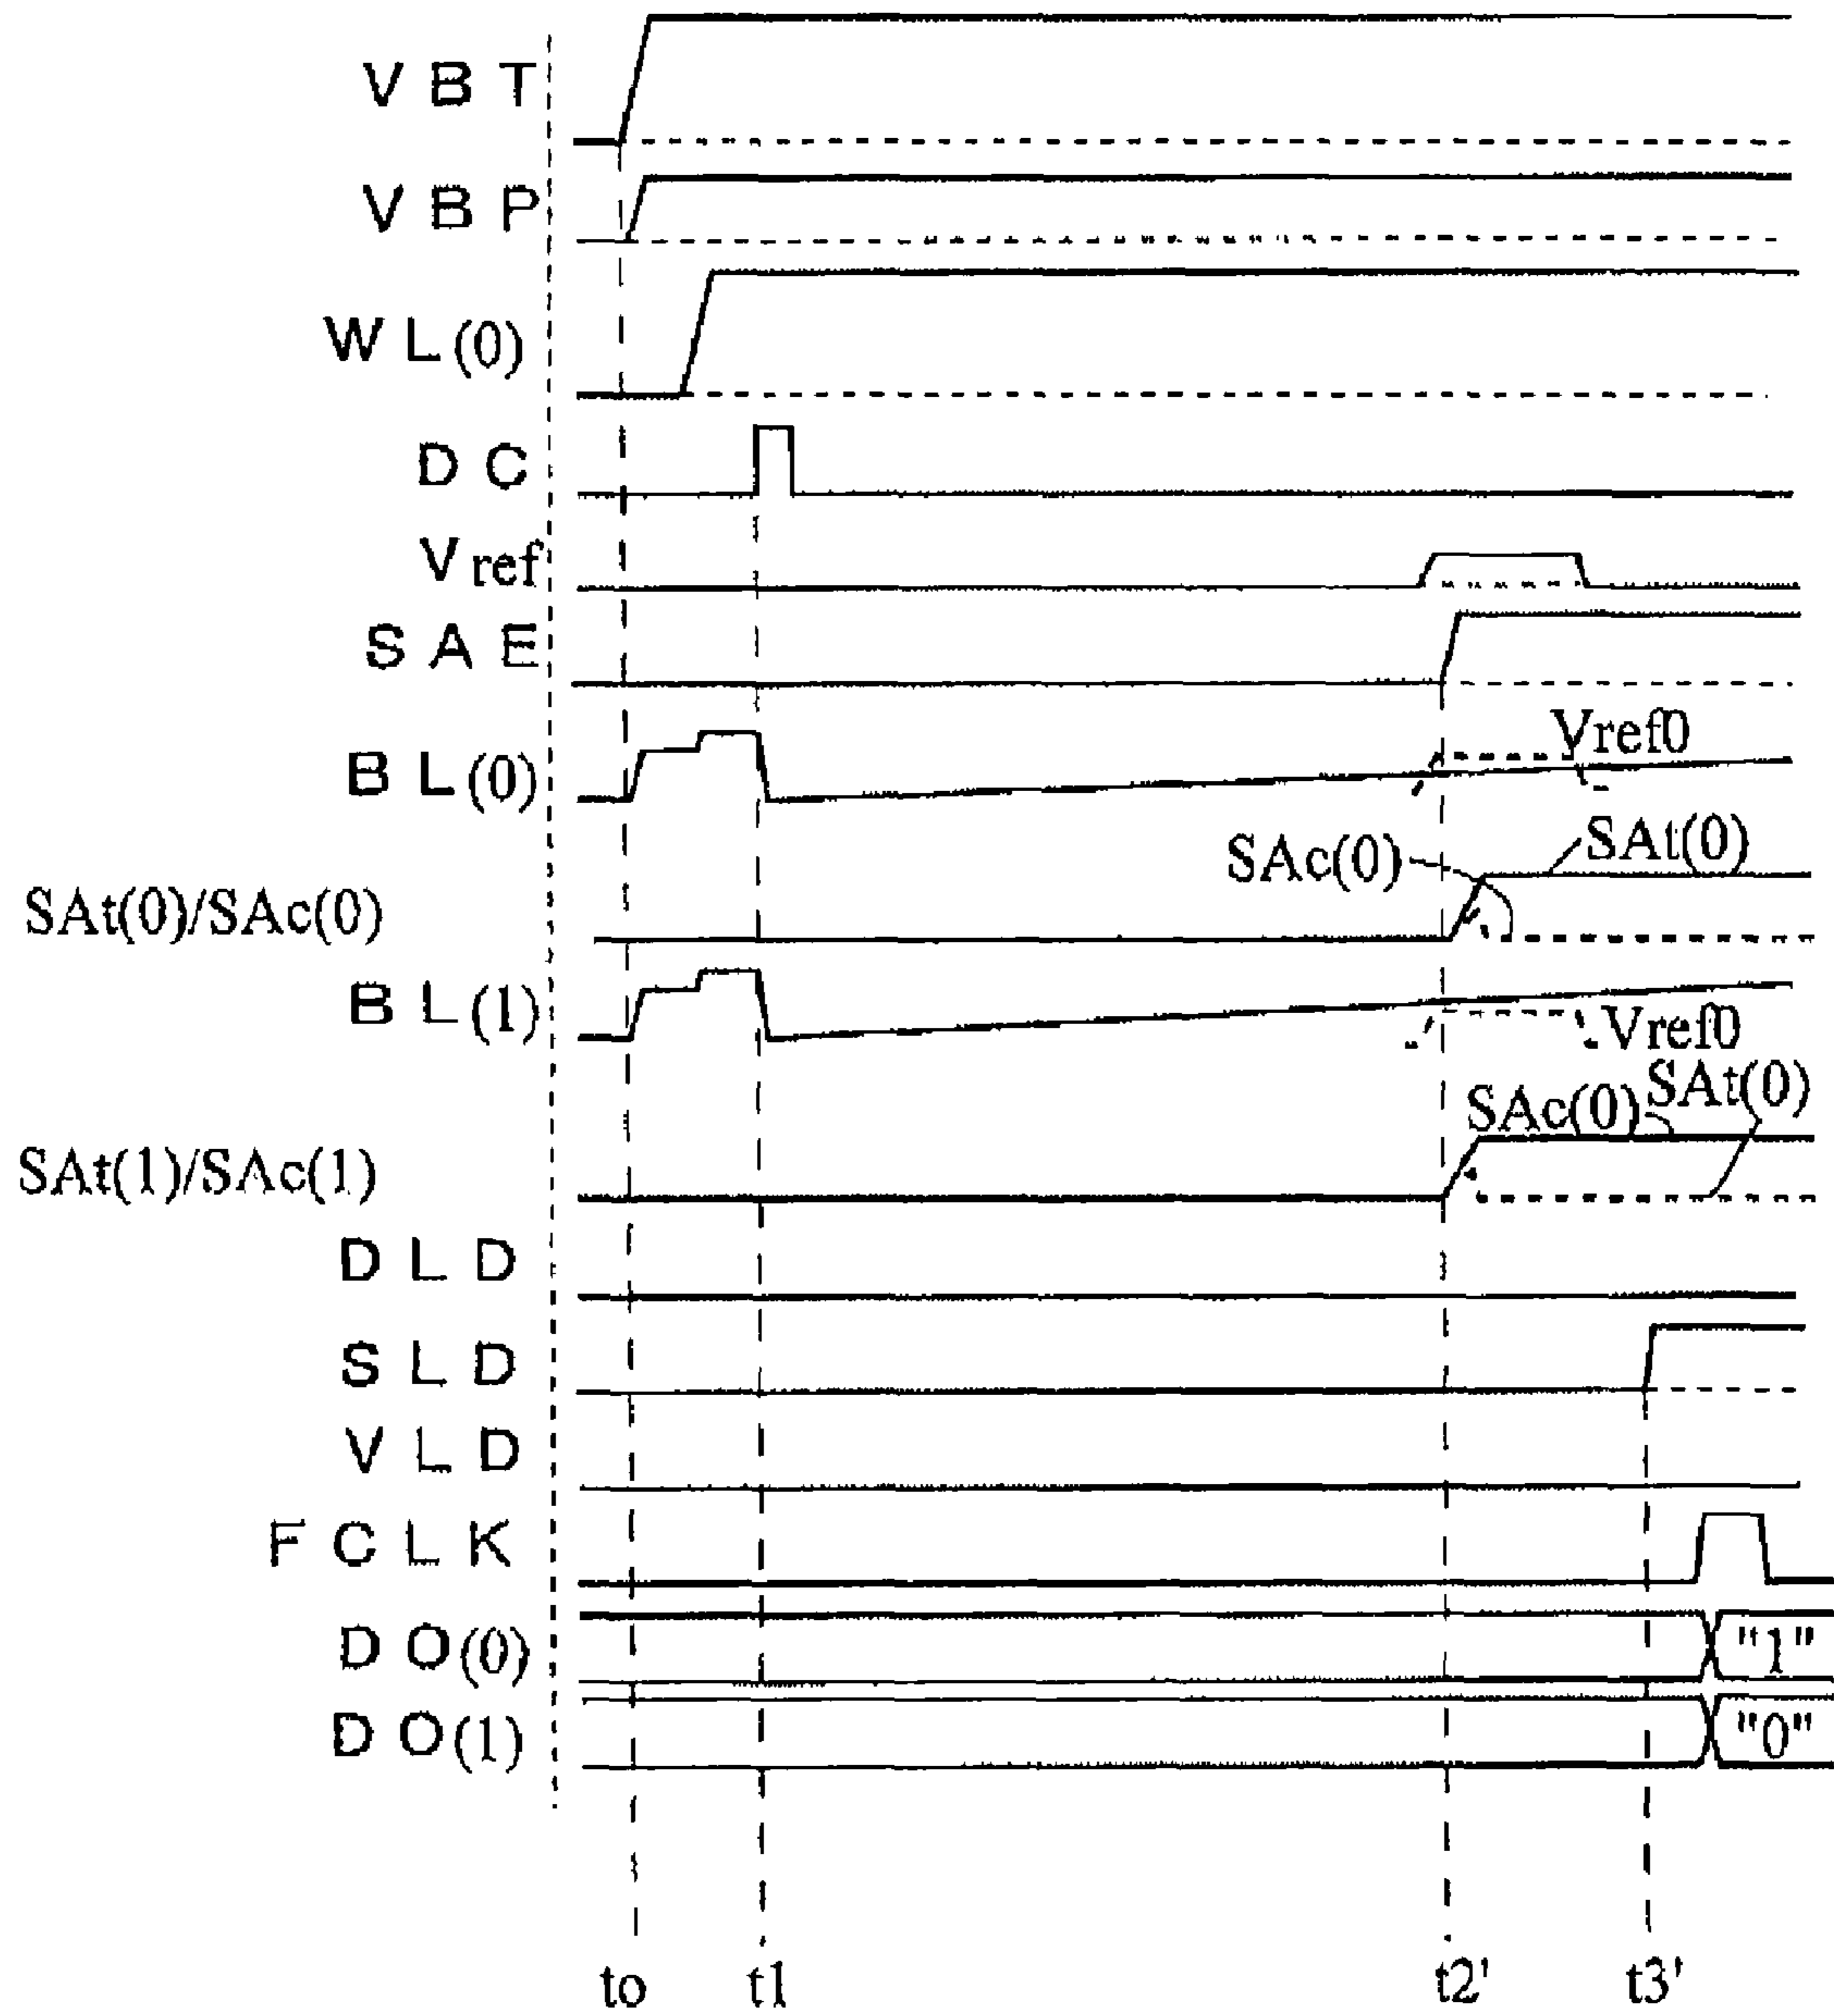 VBT
VBP
WL(0)
DC
Vref
SAE
BL(0)
Vref0
SAc(0)
SAt(0)
SAt(0)/SAc(0)
BL(1)
Vref0
SAc(0)
SAt(0)
SAt(1)/SAc(1)
DLD
SLD
VLD
FCLK
DO(0)
"1"
DO(1)
"0"
to t1 t2' t3'